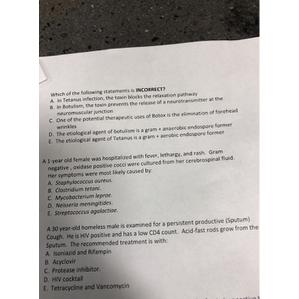 Which of the following statements is INCORRECT?
A. In Tetanus infection, the toxin blocks the relaxation pathway
B. In Botulism, the toxin prevents the release of a neurotransmitter at the
neuromuscular junction.
C. One of the potential therapeutic uses of Botox is the elimination of forehead
wrinkles
D. The etiological agent of botulism is a gram + anaerobic endospore former
E. The etiological agent of Tetanus is a gram + aerobic endospore former
A 1-year old female was hospitalized with fever, lethargy, and rash. Gram
negative , oxidase positive cocci were cultured from her cerebrospinal fluid.
Her symptoms were most likely caused by:
A. Staphylococcus aureus.
B. Clostridium tetani.
C. Mycobacterium leprae.
D. Neisseria meningitides.
E. Streptococcus agalactiae.
A 30 year-old homeless male is examined for a persistent productive (Sputum)
Cough. He is HIV positive and has a low CD4 count. Acid-fast rods grow from the
Sputum. The recommended treatment is with:
A. Isoniazid and Rifampin
B. Acyclovir
C. Protease inhibitor.
D. HIV cocktail
E. Tetracycline and Vancomycin